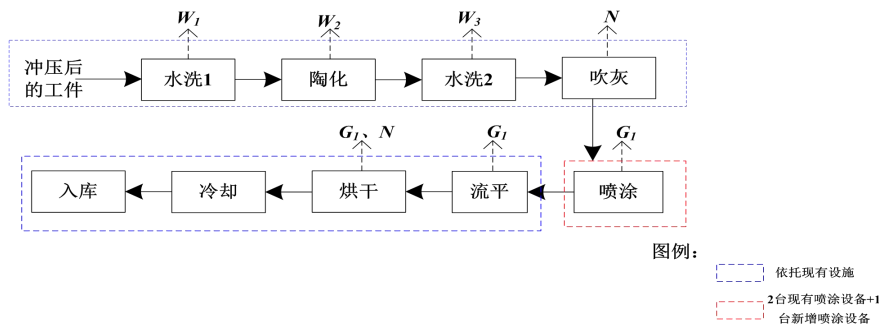 W1
W2
W3
N
冲压后
的工件
水洗1
陶化
水洗2
吹灰
G1、N
G1
G1
入库
冷却
烘干
流平
喷涂
图例：
依托现有设施
2台现有喷涂设备+1
台新增喷涂设备